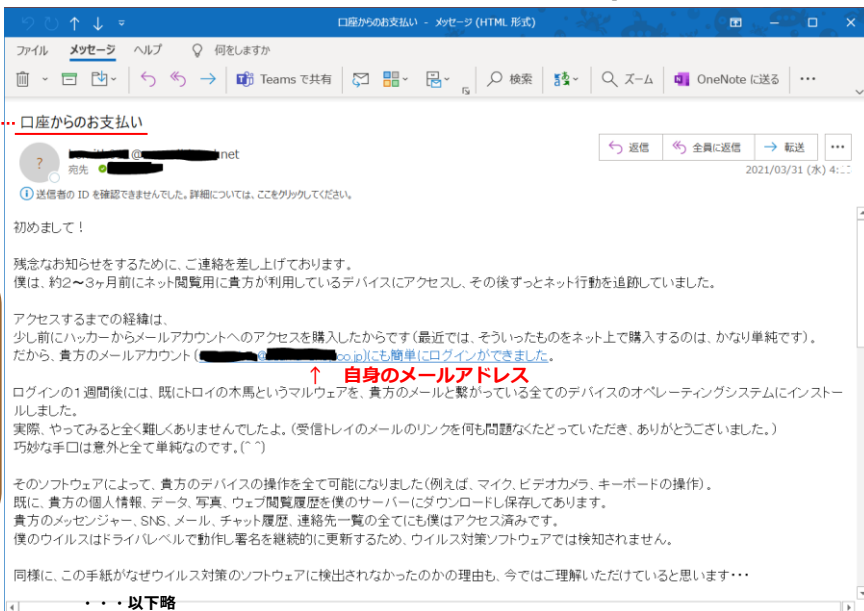 口座からのお支払い - メッセージ (HTML 形式)
ファイル メッセージ ヘルプ 何をしますか
Teams で共有 検索 ズーム OneNote に送る ･･･
口座からのお支払い
返信 全員に返信 転送 ･･･
? @ net
宛先
2021/03/31 (水) 4:
送信者の ID を確認できませんでした。詳細については、ここをクリックしてください。
初めまして！
残念なお知らせをするために、ご連絡を差し上げております。
僕は、約2〜3ヶ月前にネット閲覧用に貴方が利用しているデバイスにアクセスし、その後ずっとネット行動を追跡していました。
アクセスするまでの経緯は、
少し前にハッカーからメールアカウントへのアクセスを購入したからです（最近では、そういったものをネット上で購入するのは、かなり単純です）。
だから、貴方のメールアカウント（ @ co.jp)にも簡単にログインができました。
↑ 自身のメールアドレス
ログインの1週間後には、既にトロイの木馬というマルウェアを、貴方のメールと繋がっている全てのデバイスのオペレーティングシステムにインストー
ルしました。
実際、やってみると全く難しくありませんでしたよ。（受信トレイのメールのリンクを何も問題なくたどっていただき、ありがとうございました。）
巧妙な手口は意外と全て単純なのです。(^ ^)
そのソフトウェアによって、貴方のデバイスの操作を全て可能になりました（例えば、マイク、ビデオカメラ、キーボードの操作）。
既に、貴方の個人情報、データ、写真、ウェブ閲覧履歴を僕のサーバーにダウンロードし保存してあります。
貴方のメッセンジャー、SNS、メール、チャット履歴、連絡先一覧の全てにも僕はアクセス済みです。
僕のウイルスはドライバレベルで動作し署名を継続的に更新するため、ウイルス対策ソフトウェアでは検知されません。
同様に、この手紙がなぜウイルス対策のソフトウェアに検出されなかったのかの理由も、今ではご理解いただけていると思います・・・
・・・以下略